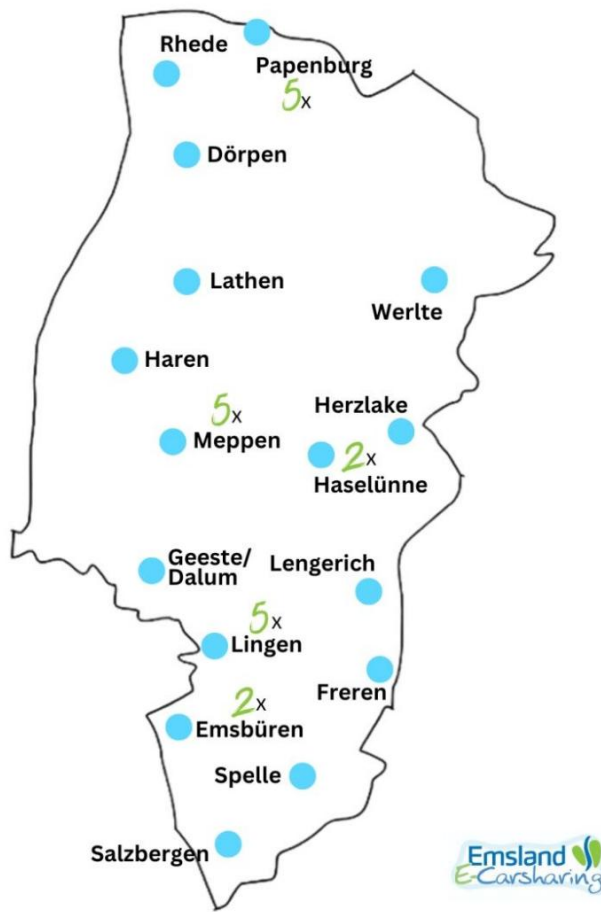 Rhede
Papenburg
5x
Dörpen
Lathen
Werlte
Haren
5x
Meppen
Herzlake
2x
Haselünne
Geeste/
Dalum
Lengerich
5x
Lingen
Freren
2x
Emsbüren
Spelle
Salzbergen
Emsland
E-Carsharing